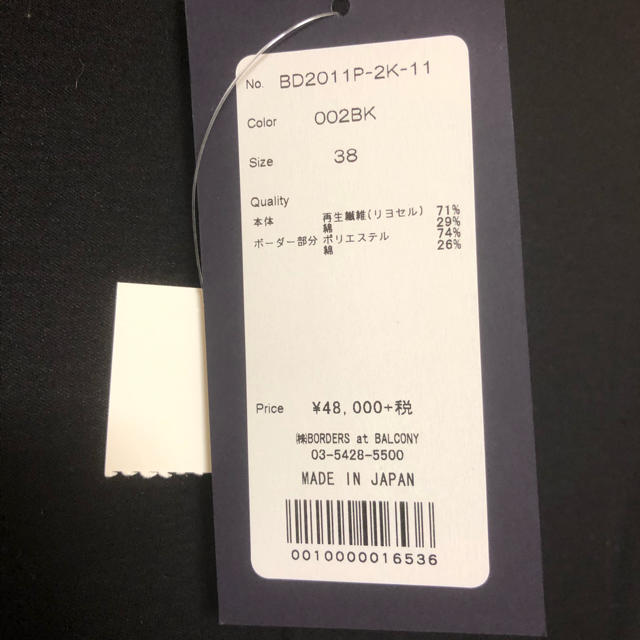 No. BD2011P-2K-11
Color 002BK
Size 38
Quality
本体 再生繊維(リヨセル) 71%
綿 29%
ボーダー部分 ポリエステル 74%
綿 26%
Price ¥48,000+税
㈱BORDERS at BALCONY
03-5428-5500
MADE IN JAPAN
0010000016536